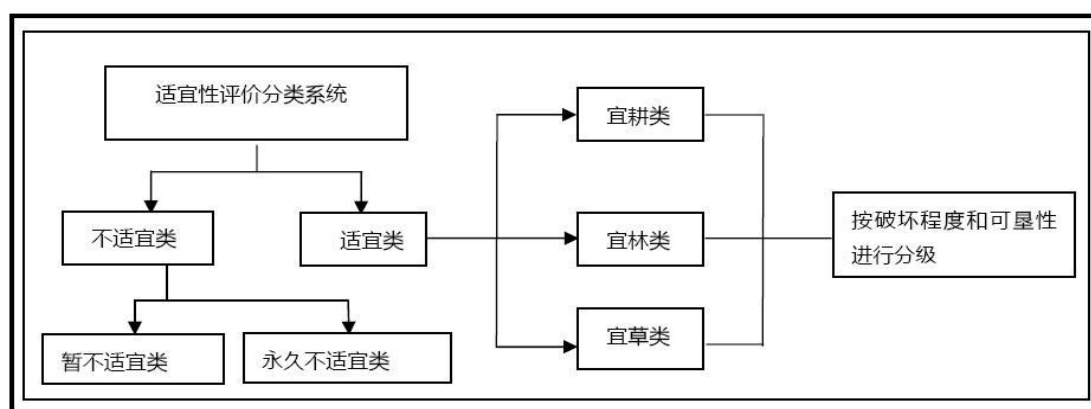 适宜性评价分类系统
宜耕类
不适宜类
适宜类
宜林类
按破坏程度和可垦性
进行分级
暂不适宜类
永久不适宜类
宜草类